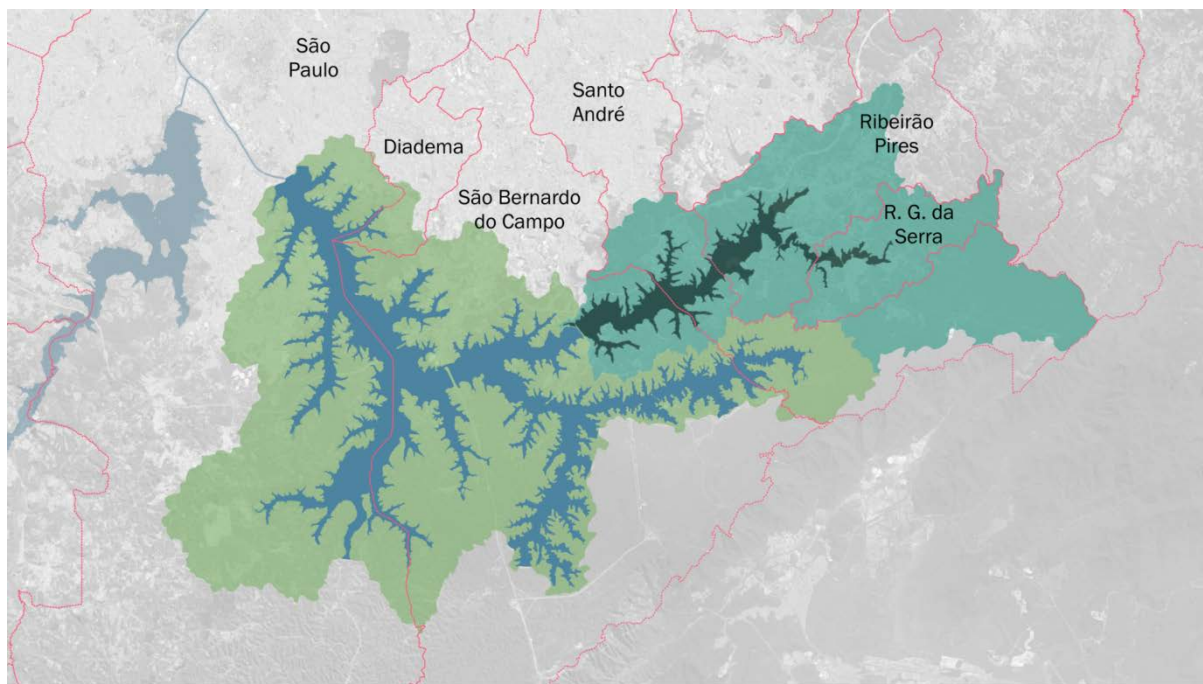 São
Paulo
Santo
André
Ribeirão
Pires
Diadema
São Bernardo
do Campo
R. G. da
Serra